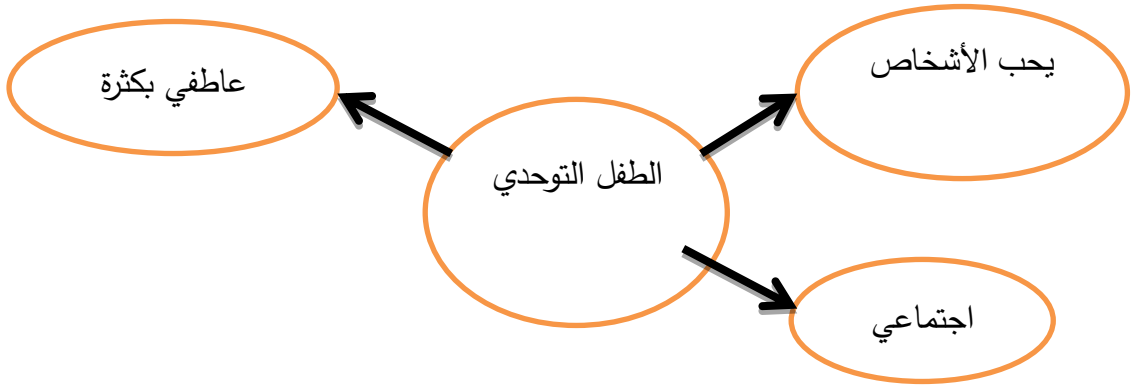 يحب الأشخاص
عاطفي بكثرة
الطفل التوحدي
اجتماعي